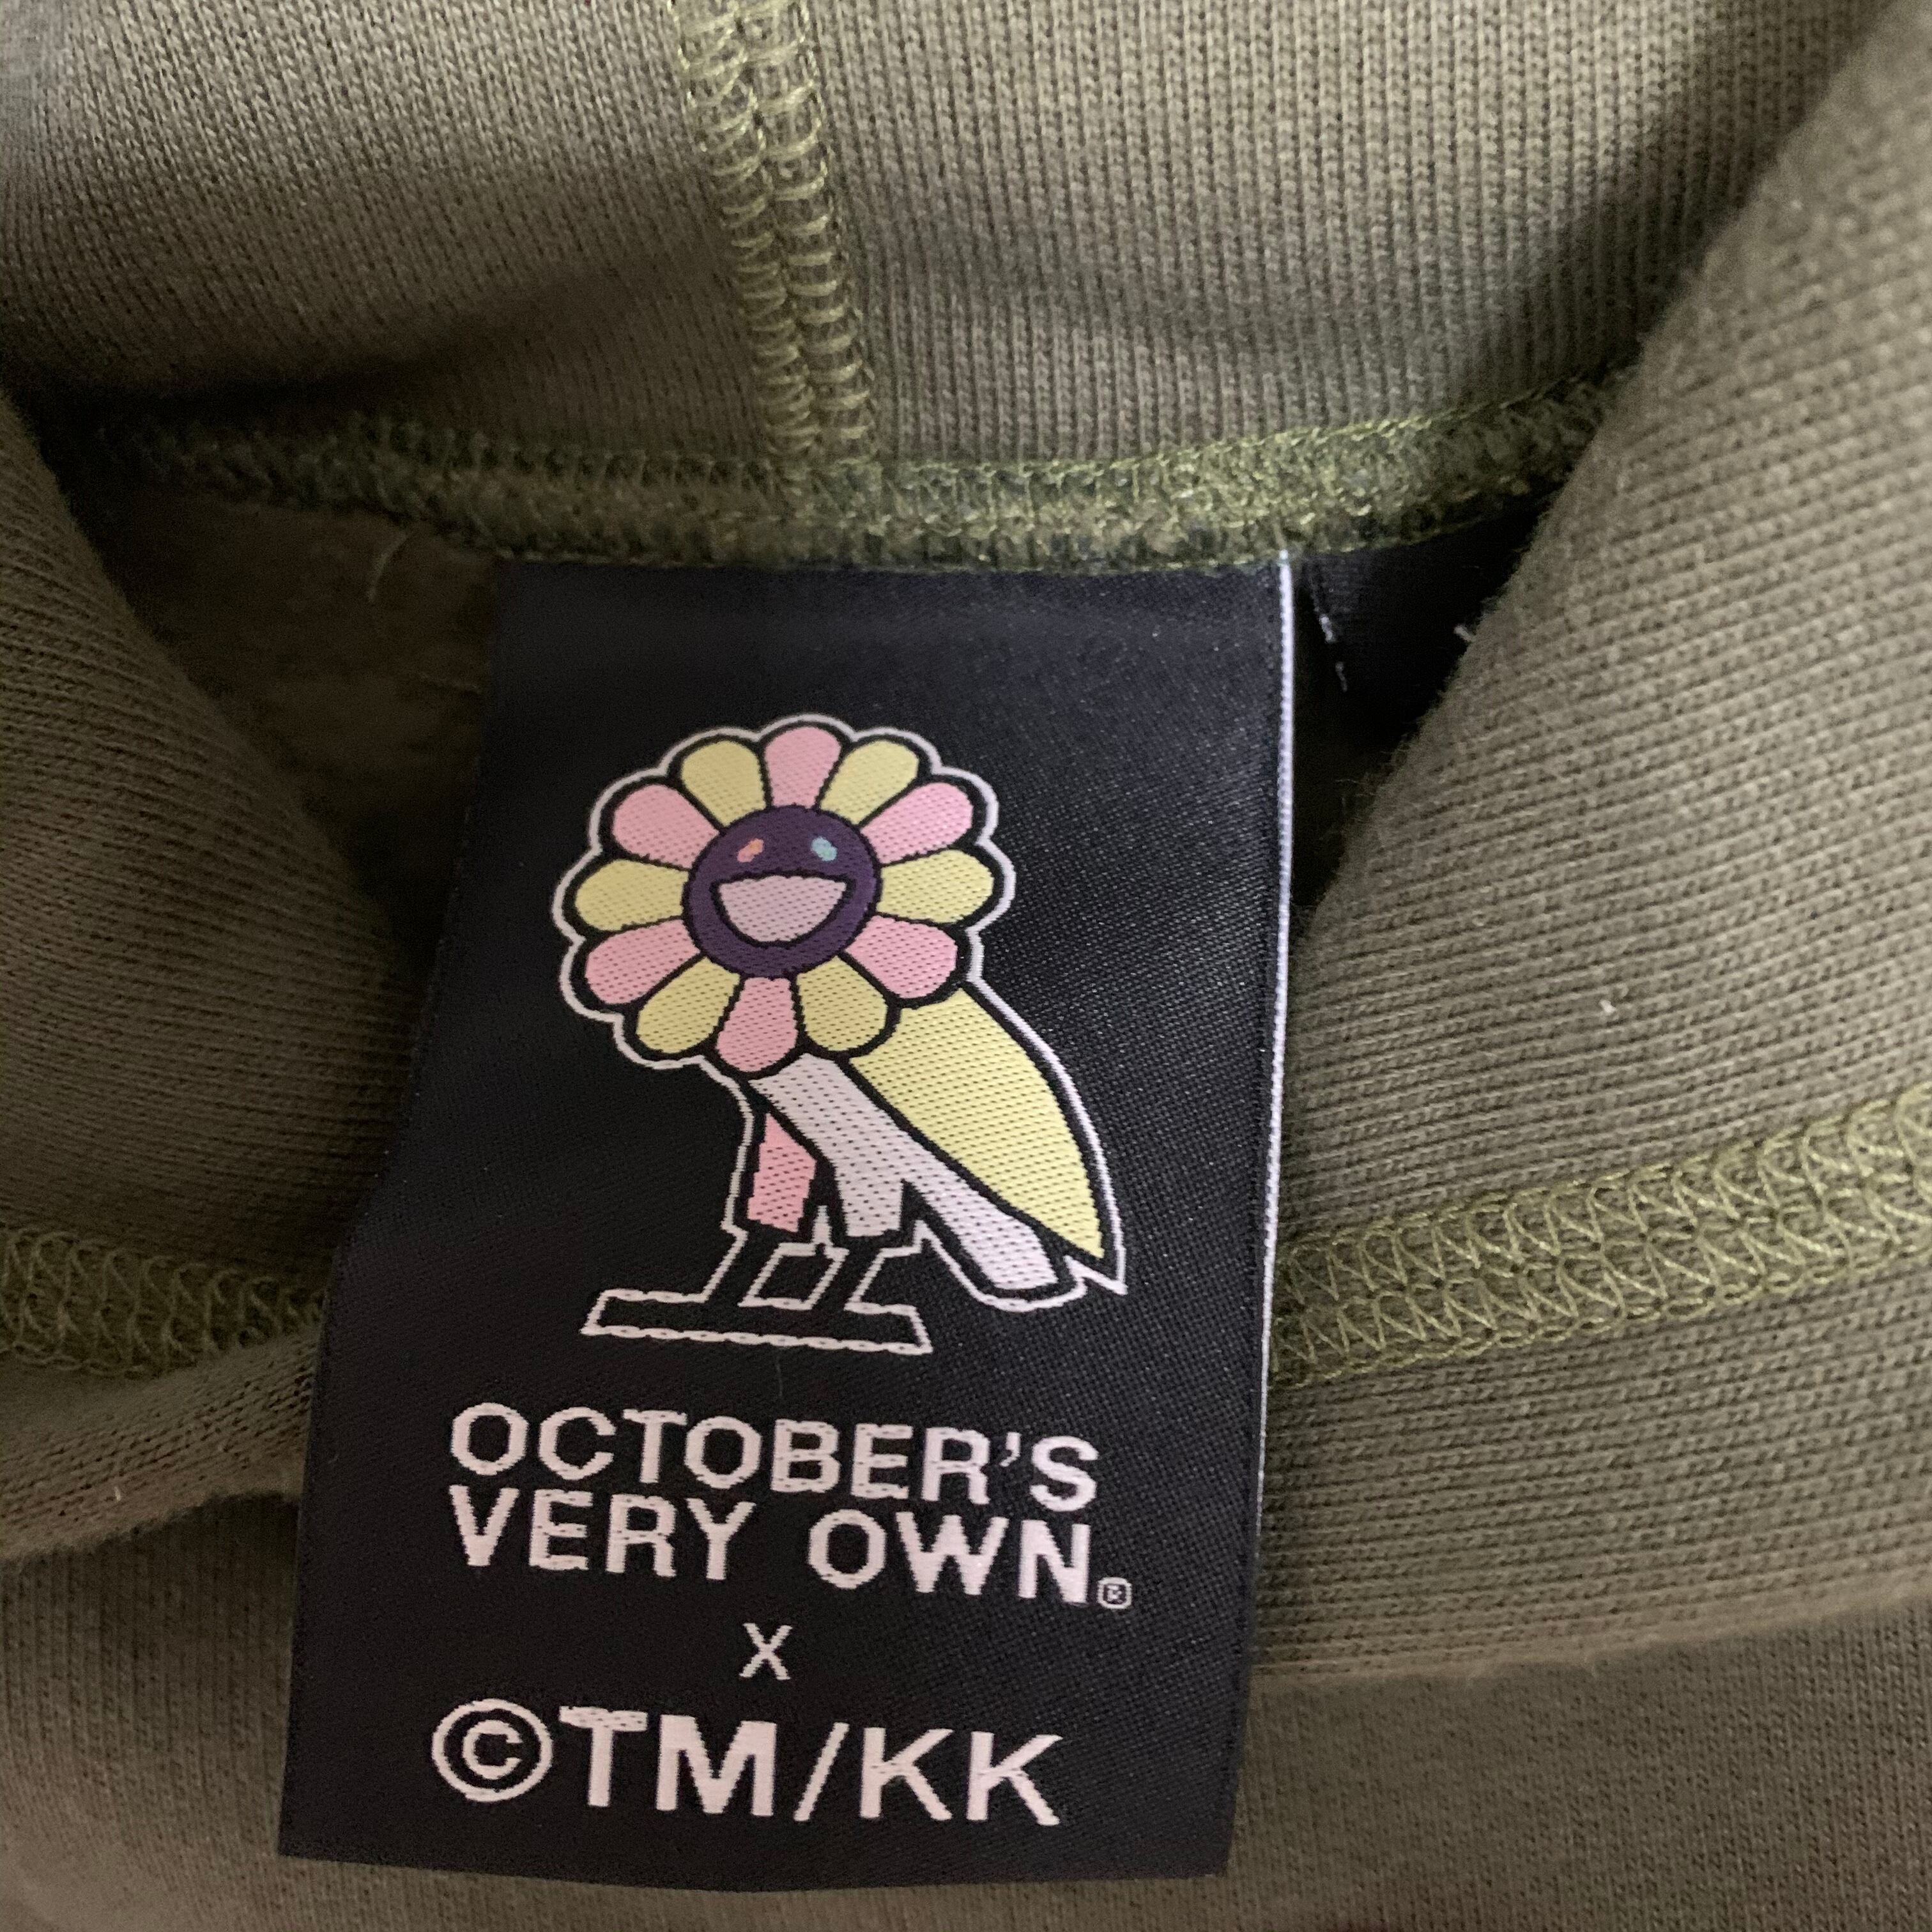 OCTOBER'S
VERY OWN®
x
©TM/KK